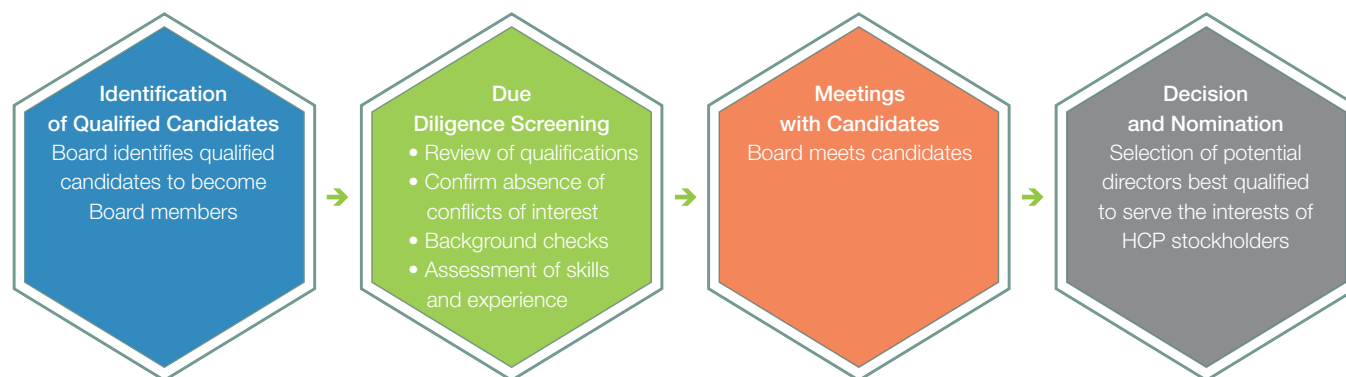 Identification
of Qualified Candidates
Board identifies qualified
candidates to become
Board members
Due
Diligence Screening
• Review of qualifications
• Confirm absence of
conflicts of interest
• Background checks
• Assessment of skills
and experience
Meetings
with Candidates
Board meets candidates
Decision
and Nomination
Selection of potential
directors best qualified
to serve the interests of
HCP stockholders